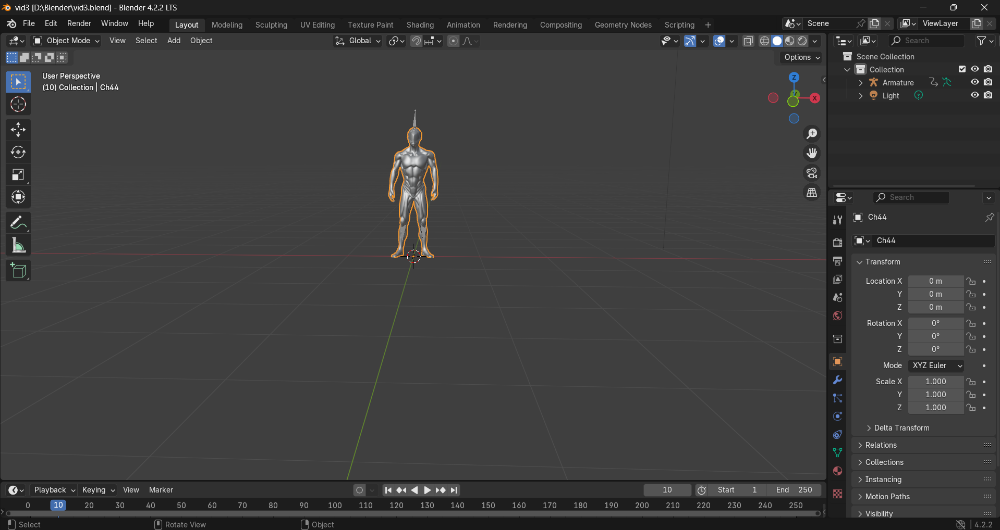 vid3 [D:\Blender\vid3.blend] - Blender 4.2.2 LTS
File Edit Render Window Help Layout Modeling Sculpting UV Editing Texture Paint Shading Animation Rendering Compositing Geometry Nodes Scripting + Scene ViewLayer
Object Mode View Select Add Object Global Search
Options
User Perspective
(10) Collection | Ch44
Z
Y
X
Scene Collection
Collection
Armature
Light
Search
Ch44
Ch44
Transform
Location X 0 m
Y 0 m
Z 0 m
Rotation X 0°
Y 0°
Z 0°
Mode XYZ Euler
Scale X 1.000
Y 1.000
Z 1.000
Delta Transform
Relations
Collections
Instancing
Motion Paths
Visibility
Playback Keying View Marker 10 Start 1 End 250
0 10 20 30 40 50 60 70 80 90 100 110 120 130 140 150 160 170 180 190 200 210 220 230 240 250
Select Rotate View Object 4.2.2